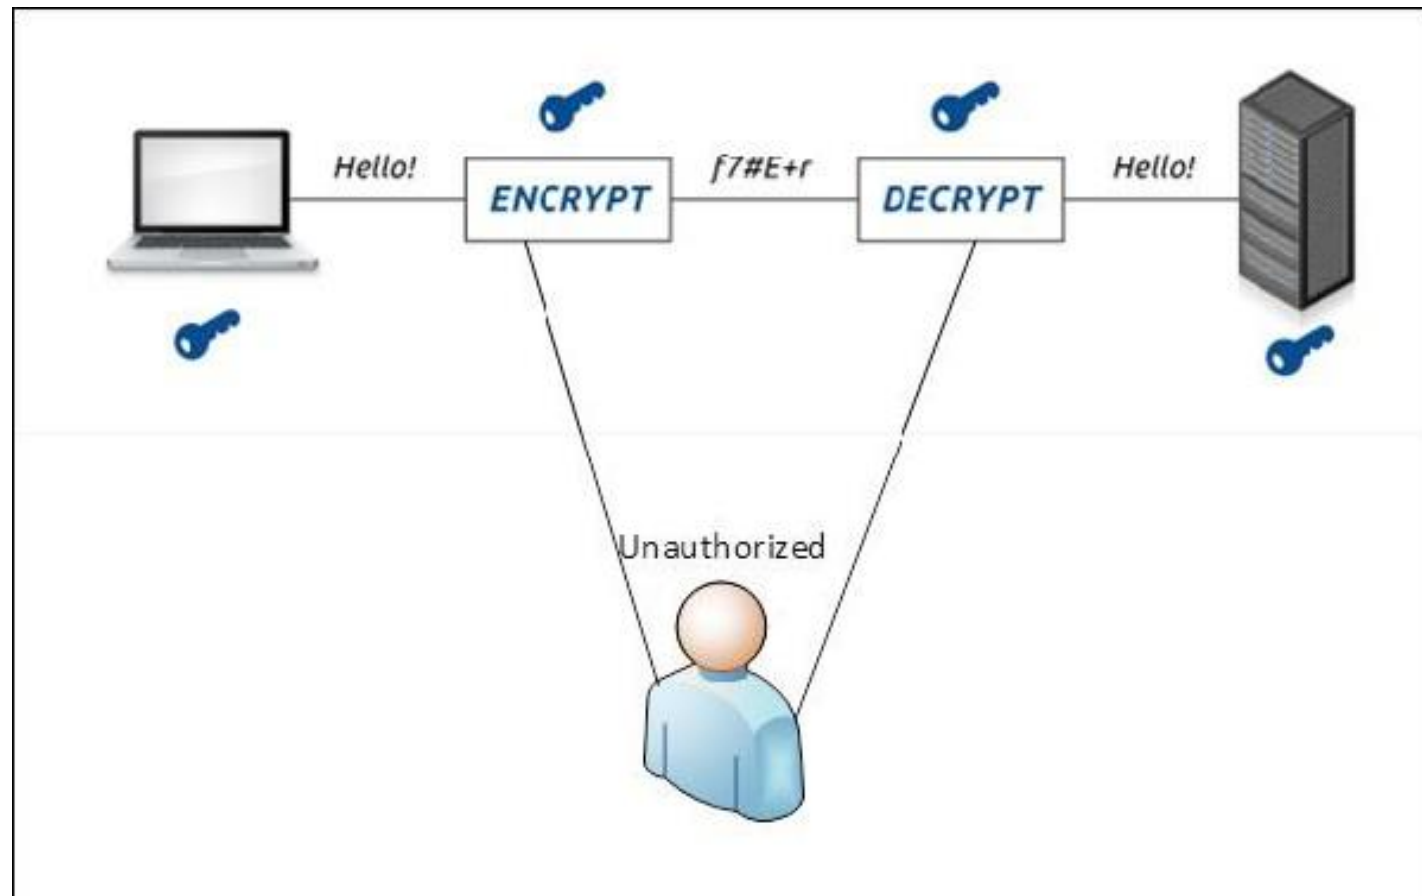 Hello!
ENCRYPT
f7#E+r
DECRYPT
Hello!
Unauthorized